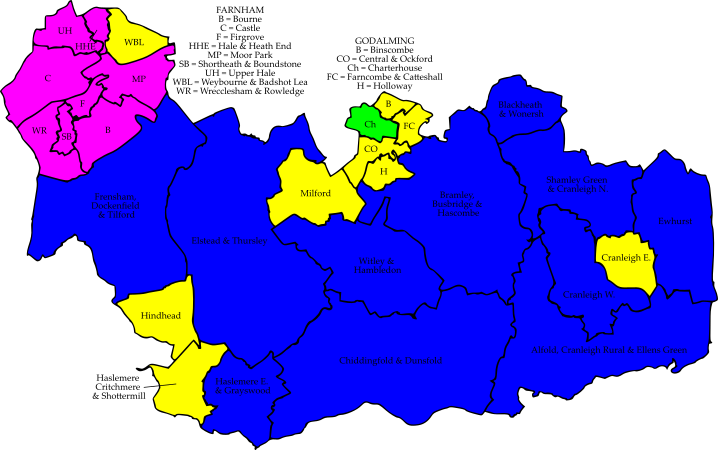 FARNHAM
B = Bourne
C = Castle
F = Firgrove
HHE = Hale & Heath End
MP = Moor Park
SB = Shortheath & Boundstone
UH = Upper Hale
WBL = Weybourne & Badshot Lea
WR = Wrecclesham & Rowledge
GODALMING
B = Binscombe
CO = Central & Ockford
Ch = Charterhouse
FC = Farncombe & Catteshall
H = Holloway
UH
HHE
WBL
C
MP
F
WR
SB
B
B
Ch
FC
CO
H
Blackheath
& Wonersh
Milford
Frensham,
Dockenfield
& Tilford
Bramley,
Busbridge &
Hascombe
Shamley Green
& Cranleigh N.
Ewhurst
Elstead & Thursley
Witley &
Hambledon
Cranleigh E.
Cranleigh W.
Hindhead
Alfold, Cranleigh Rural & Ellens Green
Chiddingfold & Dunsfold
Haslemere
Critchmere
& Shottermill
Haslemere E.
& Grayswood